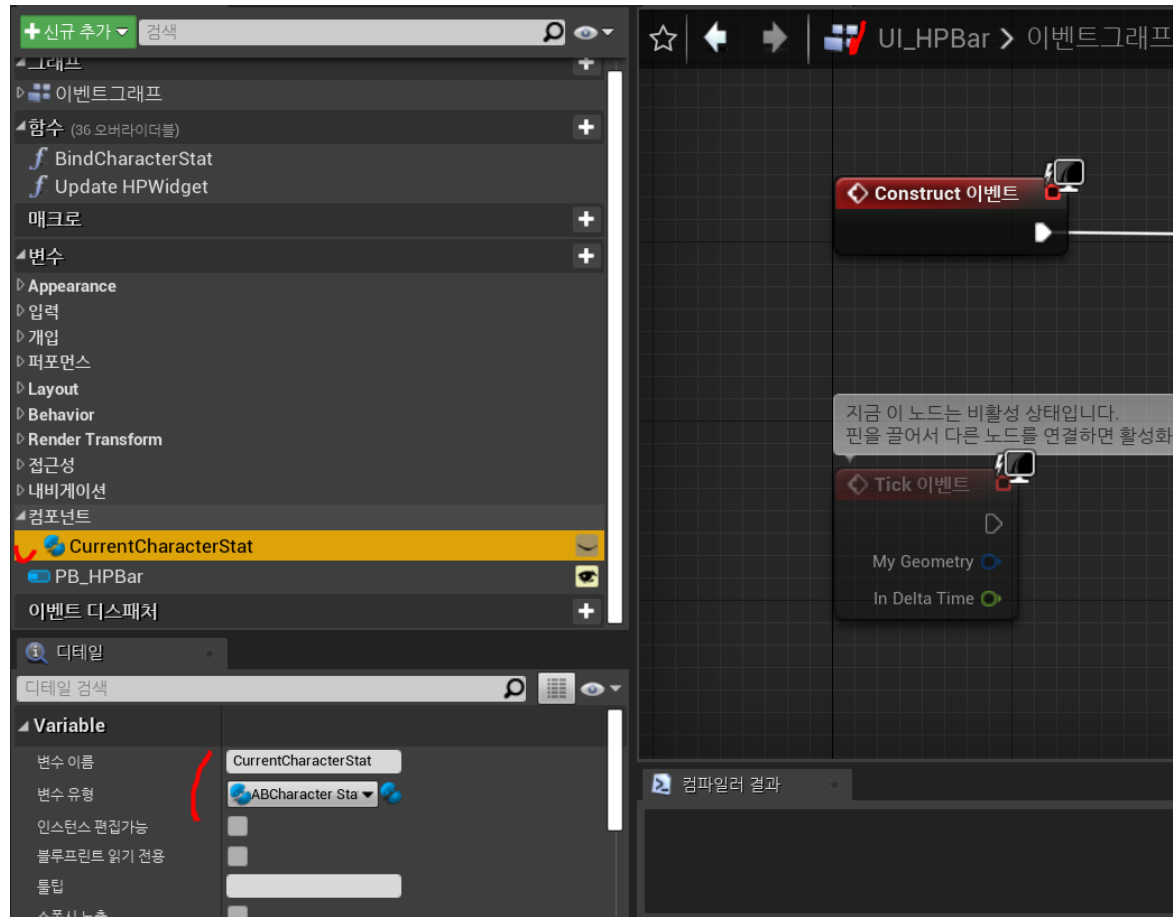 신규 추가
검색
그래프
이벤트그래프
함수 (36 오버라이더블)
BindCharacterStat
Update HPWidget
매크로
변수
Appearance
입력
개입
퍼포먼스
Layout
Behavior
Render Transform
접근성
내비게이션
컴포넌트
CurrentCharacterStat
PB_HPBar
이벤트 디스패처
디테일
디테일 검색
Variable
변수 이름 CurrentCharacterStat
변수 유형 ABCharacter Sta
인스턴스 편집가능
블루프린트 읽기 전용
툴팁
스폰시 노출
UI_HPBar > 이벤트그래프
Construct 이벤트
지금 이 노드는 비활성 상태입니다.
핀을 끌어서 다른 노드를 연결하면 활성화
Tick 이벤트
My Geometry
In Delta Time
컴파일러 결과